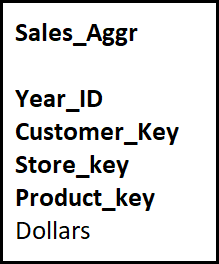 Sales_Aggr
Year_ID
Customer_Key
Store_key
Product_key
Dollars